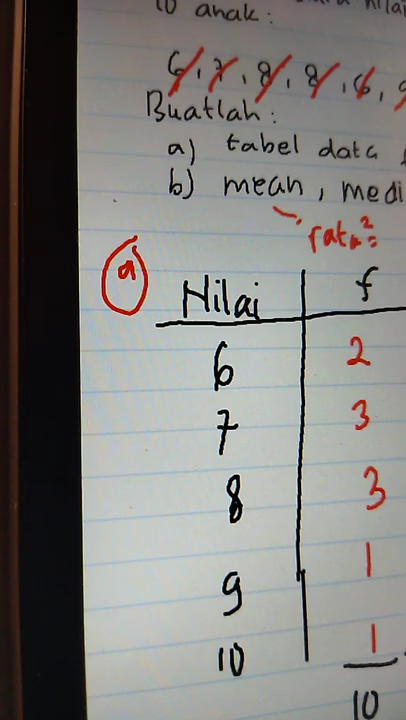 10 anak:
6, 7, 8, 8, 6,
Buatlah:
a) tabel data
b) mean, medi
rata²
a
Nilai f
6 2
7 3
8 3
9 1
10 1
10